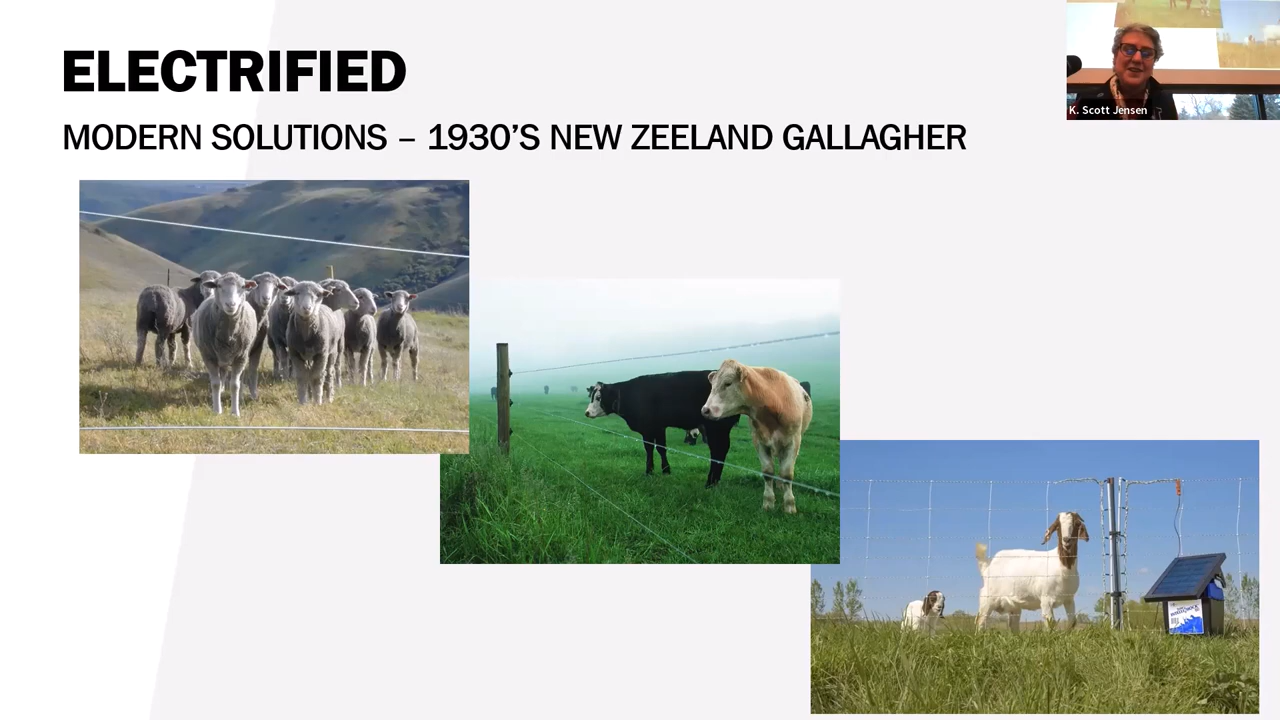 ELECTRIFIED
MODERN SOLUTIONS – 1930’S NEW ZEELAND GALLAGHER
K. Scott Jensen